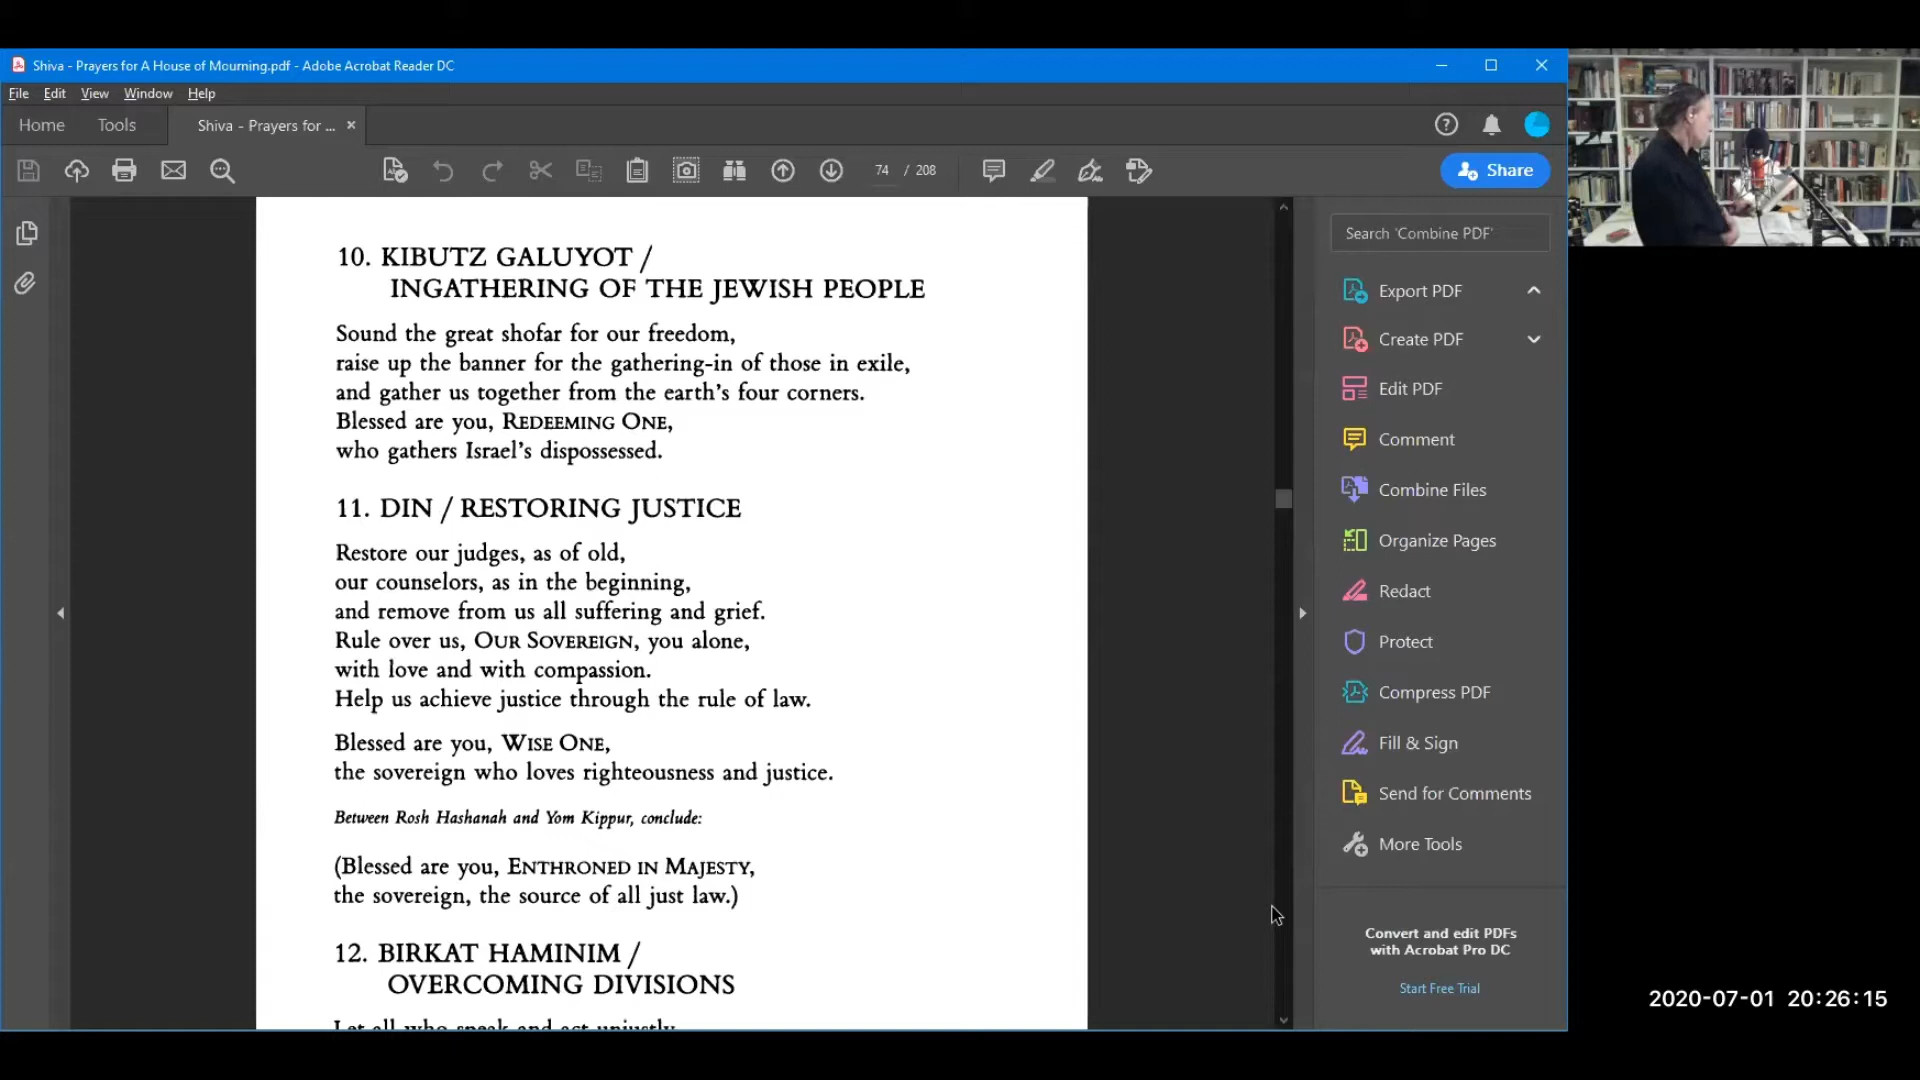 Shiva - Prayers for A House of Mourning.pdf - Adobe Acrobat Reader DC
File Edit View Window Help
Home Tools Shiva - Prayers for ... ×
74 / 208
Share
10. KIBUTZ GALUYOT /
INGATHERING OF THE JEWISH PEOPLE
Sound the great shofar for our freedom,
raise up the banner for the gathering-in of those in exile,
and gather us together from the earth's four corners.
Blessed are you, REDEEMING ONE,
who gathers Israel's dispossessed.
11. DIN / RESTORING JUSTICE
Restore our judges, as of old,
our counselors, as in the beginning,
and remove from us all suffering and grief.
Rule over us, OUR SOVEREIGN, you alone,
with love and with compassion.
Help us achieve justice through the rule of law.
Blessed are you, WISE ONE,
the sovereign who loves righteousness and justice.
Between Rosh Hashanah and Yom Kippur, conclude:
(Blessed are you, ENTHRONED IN MAJESTY,
the sovereign, the source of all just law.)
12. BIRKAT HAMINIM /
OVERCOMING DIVISIONS
Let all who speak and act unjustly
Search 'Combine PDF'
Export PDF
Create PDF
Edit PDF
Comment
Combine Files
Organize Pages
Redact
Protect
Compress PDF
Fill & Sign
Send for Comments
More Tools
Convert and edit PDFs
with Acrobat Pro DC
Start Free Trial
2020-07-01 20:26:15